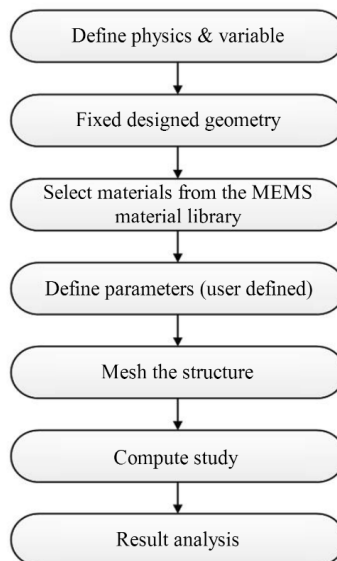 Define physics & variable
Fixed designed geometry
Select materials from the MEMS
material library
Define parameters (user defined)
Mesh the structure
Compute study
Result analysis